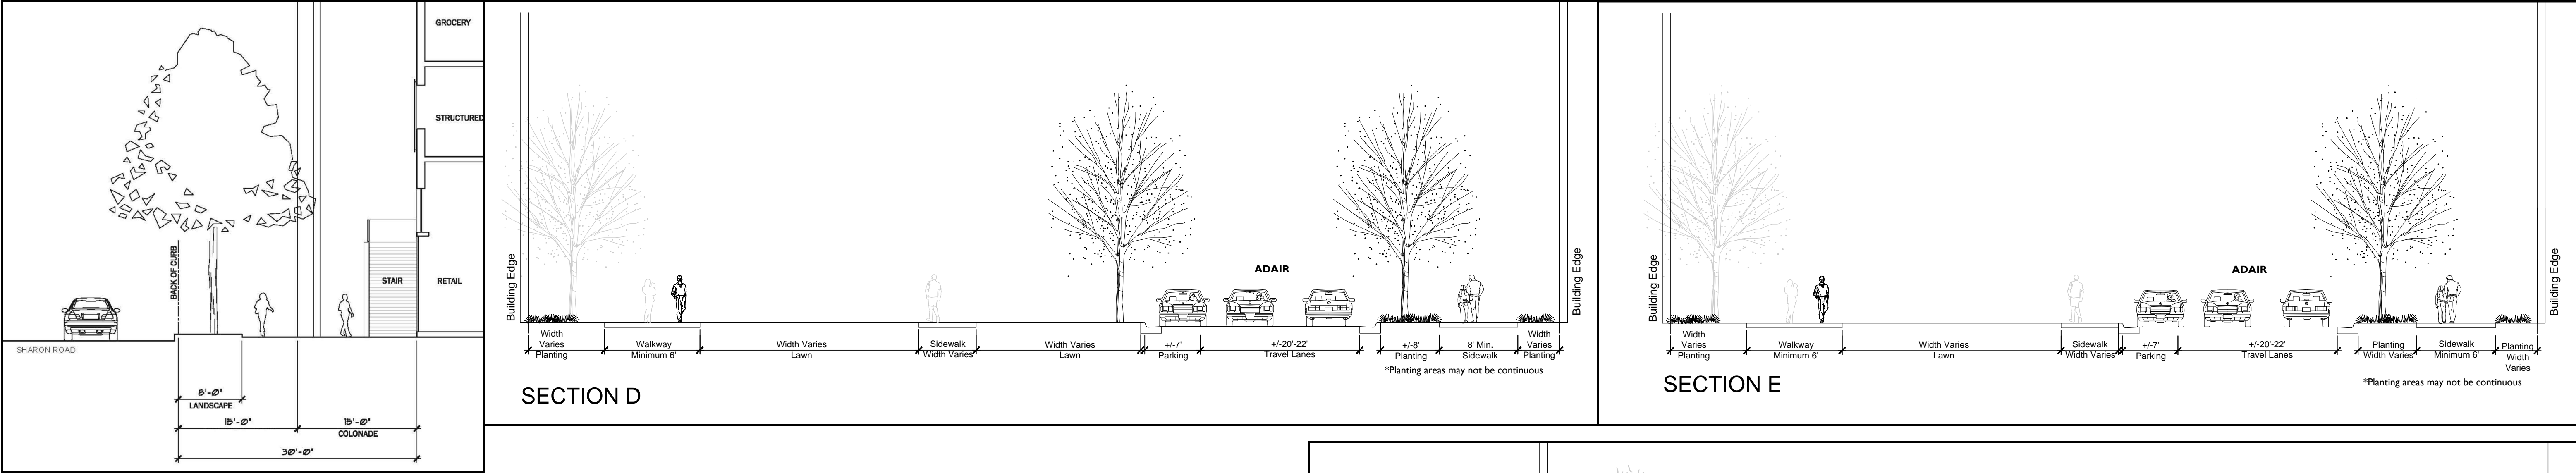 GROCERY
STRUCTURED
BACK OF CURB
STAIR
RETAIL
SHARON ROAD
8'-0"
LANDSCAPE
15'-0"
15'-0"
COLONADE
30'-0"
Building Edge
ADAIR
Building Edge
Width
Varies
Planting
Walkway
Minimum 6'
Width Varies
Lawn
Sidewalk
Width Varies
Width Varies
Lawn
+/-7'
Parking
+/-20'-22'
Travel Lanes
+/-8'
Planting
8' Min.
Sidewalk
Width
Varies
Planting
*Planting areas may not be continuous
SECTION D
Building Edge
ADAIR
Building Edge
Width
Varies
Planting
Walkway
Minimum 6'
Width Varies
Lawn
Sidewalk
Width Varies
+/-7'
Parking
+/-20'-22'
Travel Lanes
Planting
Width Varies
Sidewalk
Minimum 6'
Planting
Width
Varies
*Planting areas may not be continuous
SECTION E